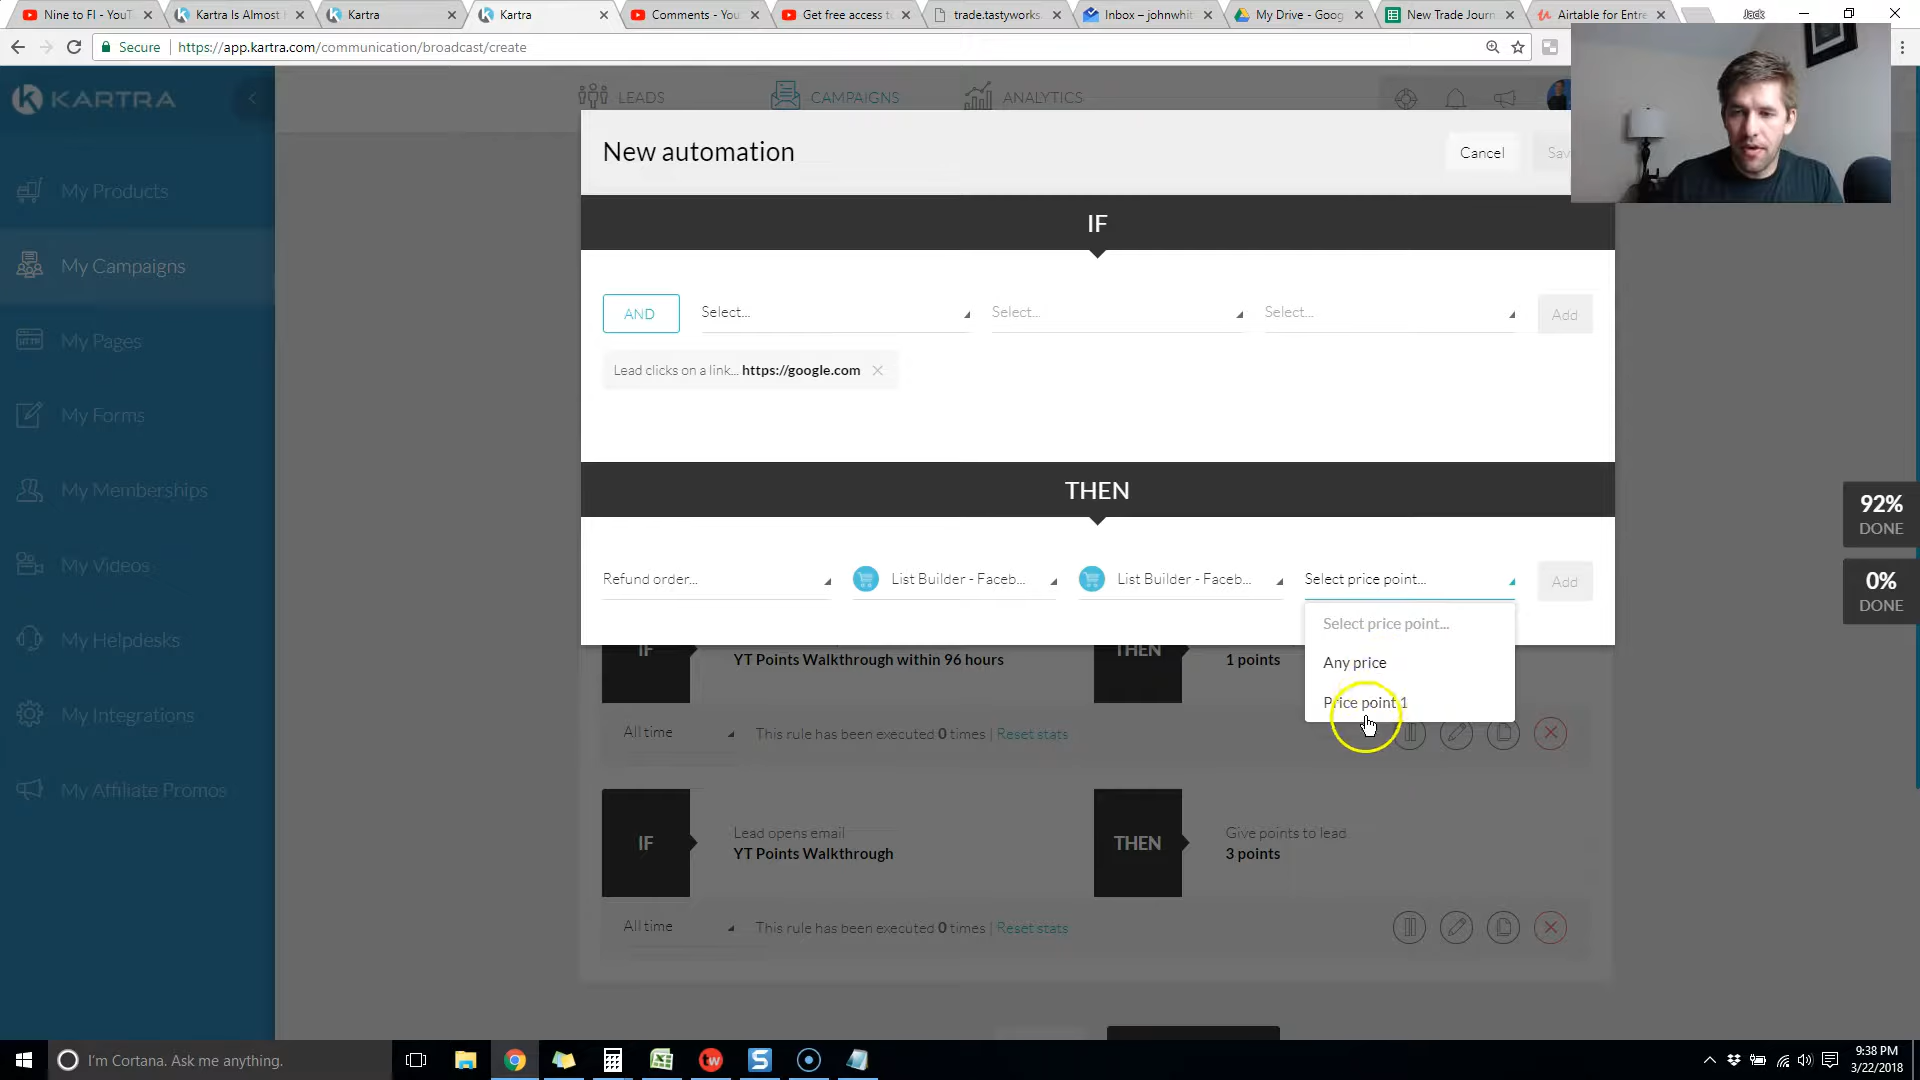 Nine to FI - YouT
Kartra Is Almost
Kartra
Kartra
Comments - You
Get free access t
trade.tastyworks.
Inbox – johnwhit
My Drive - Goog
New Trade Journ
Airtable for Entre
Jack
Secure
https://app.kartra.com/communication/broadcast/create
KARTRA
LEADS
CAMPAIGNS
ANALYTICS
My Products
My Campaigns
My Pages
My Forms
My Memberships
My Videos
My Helpdesks
My Integrations
My Affiliate Promos
New automation
Cancel
Sav
IF
AND
Select...
Select...
Select...
Add
Lead clicks on a link... https://google.com
THEN
Refund order...
List Builder - Faceb...
List Builder - Faceb...
Select price point...
Add
Select price point...
Any price
Price point 1
92%
DONE
0%
DONE
IF
YT Points Walkthrough within 96 hours
THEN
1 points
All time
This rule has been executed 0 times | Reset stats
IF
Lead opens email
YT Points Walkthrough
THEN
Give points to lead
3 points
All time
This rule has been executed 0 times | Reset stats
I'm Cortana. Ask me anything.
9:38 PM
3/22/2018